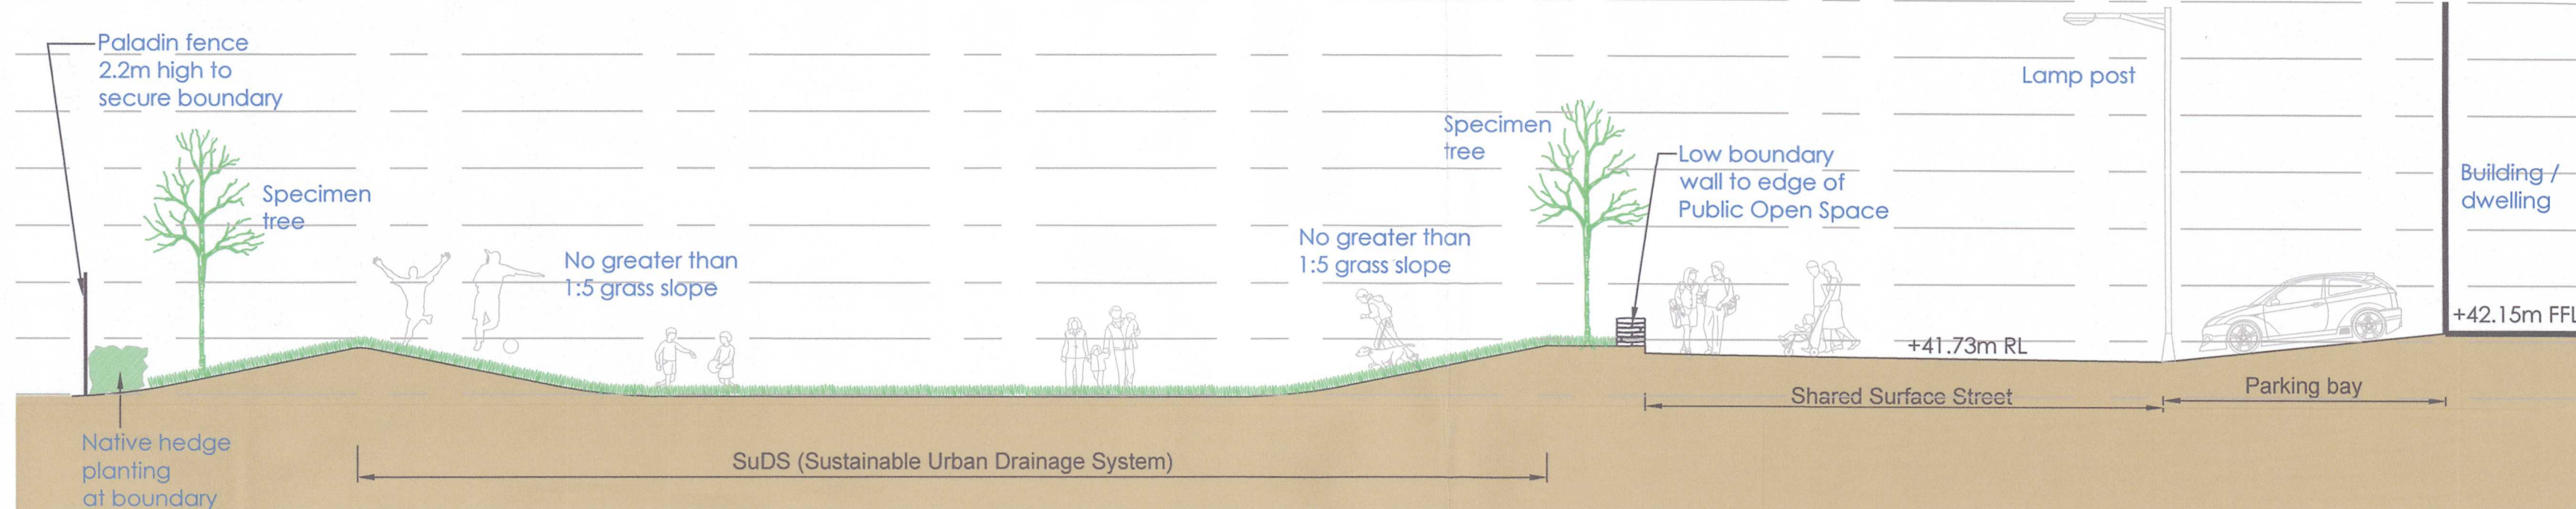 Paladin fence
2.2m high to
secure boundary
Specimen
tree
No greater than
1:5 grass slope
Native hedge
planting
at boundary
SuDS (Sustainable Urban Drainage System)
No greater than
1:5 grass slope
Specimen
tree
Low boundary
wall to edge of
Public Open Space
Lamp post
+41.73m RL
Shared Surface Street
Parking bay
Building /
dwelling
+42.15m FFL